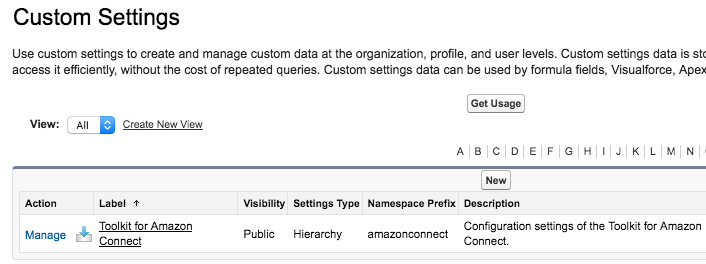 Custom Settings
Use custom settings to create and manage custom data at the organization, profile, and user levels. Custom settings data is
access it efficiently, without the cost of repeated queries. Custom settings data can be used by formula fields, Visualforce, Apex
Get Usage
View: All Create New View
A | B | C | D | E | F | G | H | I | J | K | L | M | N |
New
Action Label ↑ Visibility Settings Type Namespace Prefix Description
Manage Toolkit for Amazon Connect Public Hierarchy amazonconnect Configuration settings of the Toolkit for Amazon Connect.